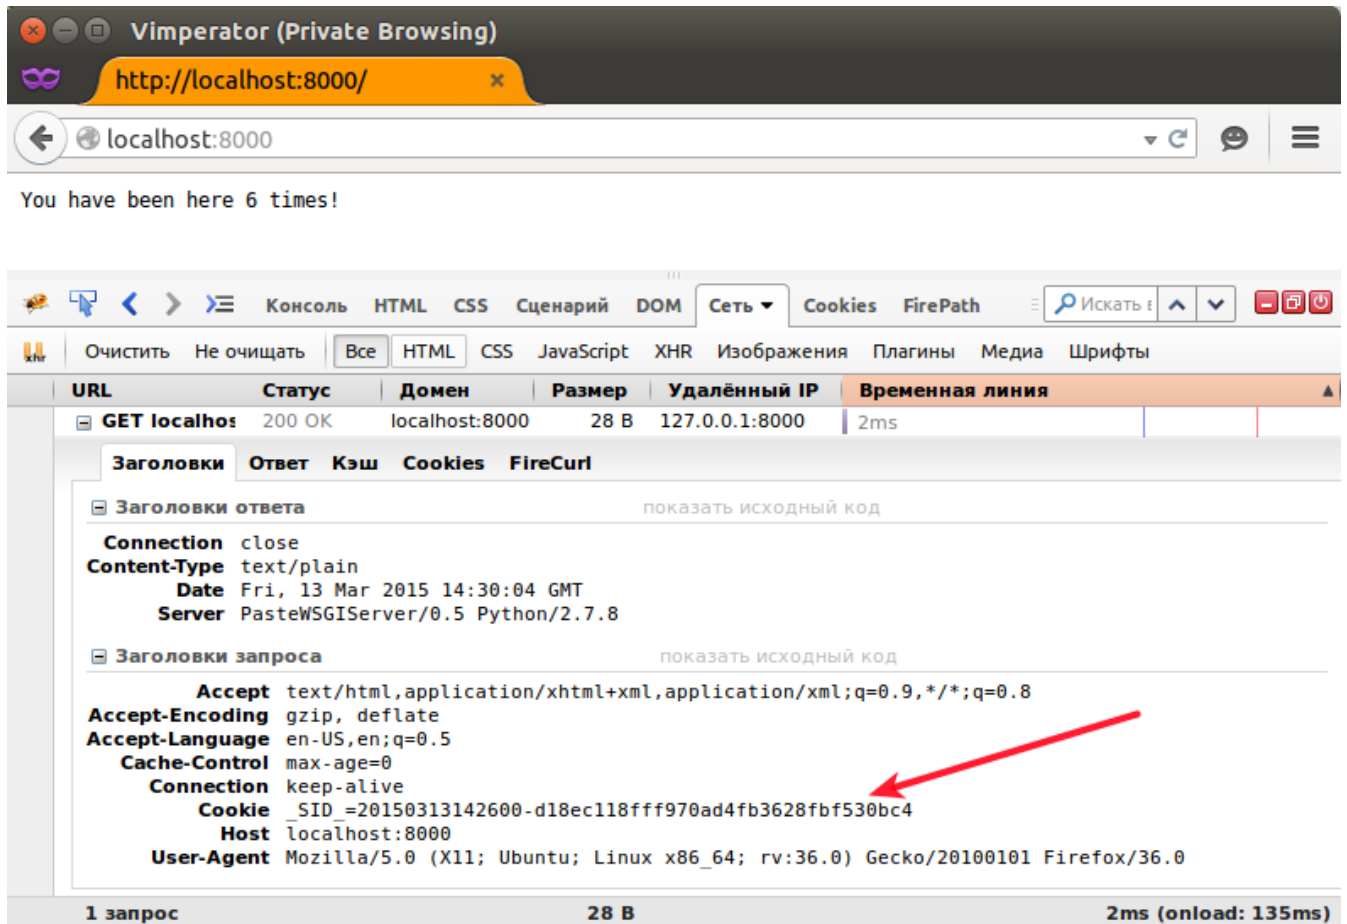 Vimperator (Private Browsing)
http://localhost:8000/
localhost:8000
You have been here 6 times!
Консоль HTML CSS Сценарий DOM Сеть Cookies FirePath Искать в
xhr Очистить Не очищать Все HTML CSS JavaScript XHR Изображения Плагины Медиа Шрифты
URL Статус Домен Размер Удалённый IP Временная линия
GET localhos 200 OK localhost:8000 28 B 127.0.0.1:8000 2ms
Заголовки Ответ Кэш Cookies FireCurl
Заголовки ответа показать исходный код
Connection close
Content-Type text/plain
Date Fri, 13 Mar 2015 14:30:04 GMT
Server PasteWSGIServer/0.5 Python/2.7.8
Заголовки запроса показать исходный код
Accept text/html,application/xhtml+xml,application/xml;q=0.9,*/*;q=0.8
Accept-Encoding gzip, deflate
Accept-Language en-US,en;q=0.5
Cache-Control max-age=0
Connection keep-alive
Cookie _SID_=20150313142600-d18ec118fff970ad4fb3628fbf530bc4
Host localhost:8000
User-Agent Mozilla/5.0 (X11; Ubuntu; Linux x86_64; rv:36.0) Gecko/20100101 Firefox/36.0
1 запрос 28 B 2ms (onload: 135ms)